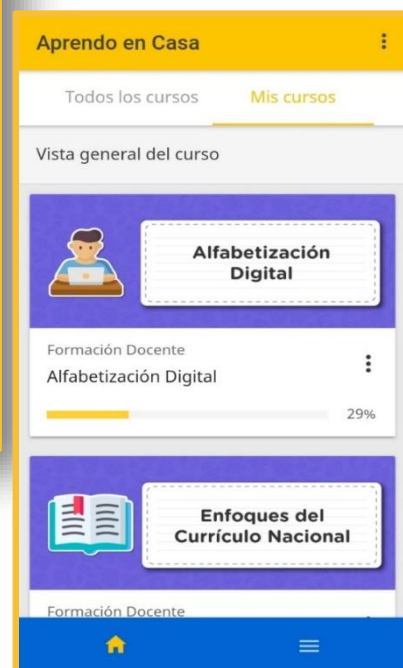 Aprendo en Casa
Todos los cursos
Mis cursos
Vista general del curso
Alfabetización
Digital
Formación Docente
Alfabetización Digital
29%
Enfoques del
Currículo Nacional
Formación Docente